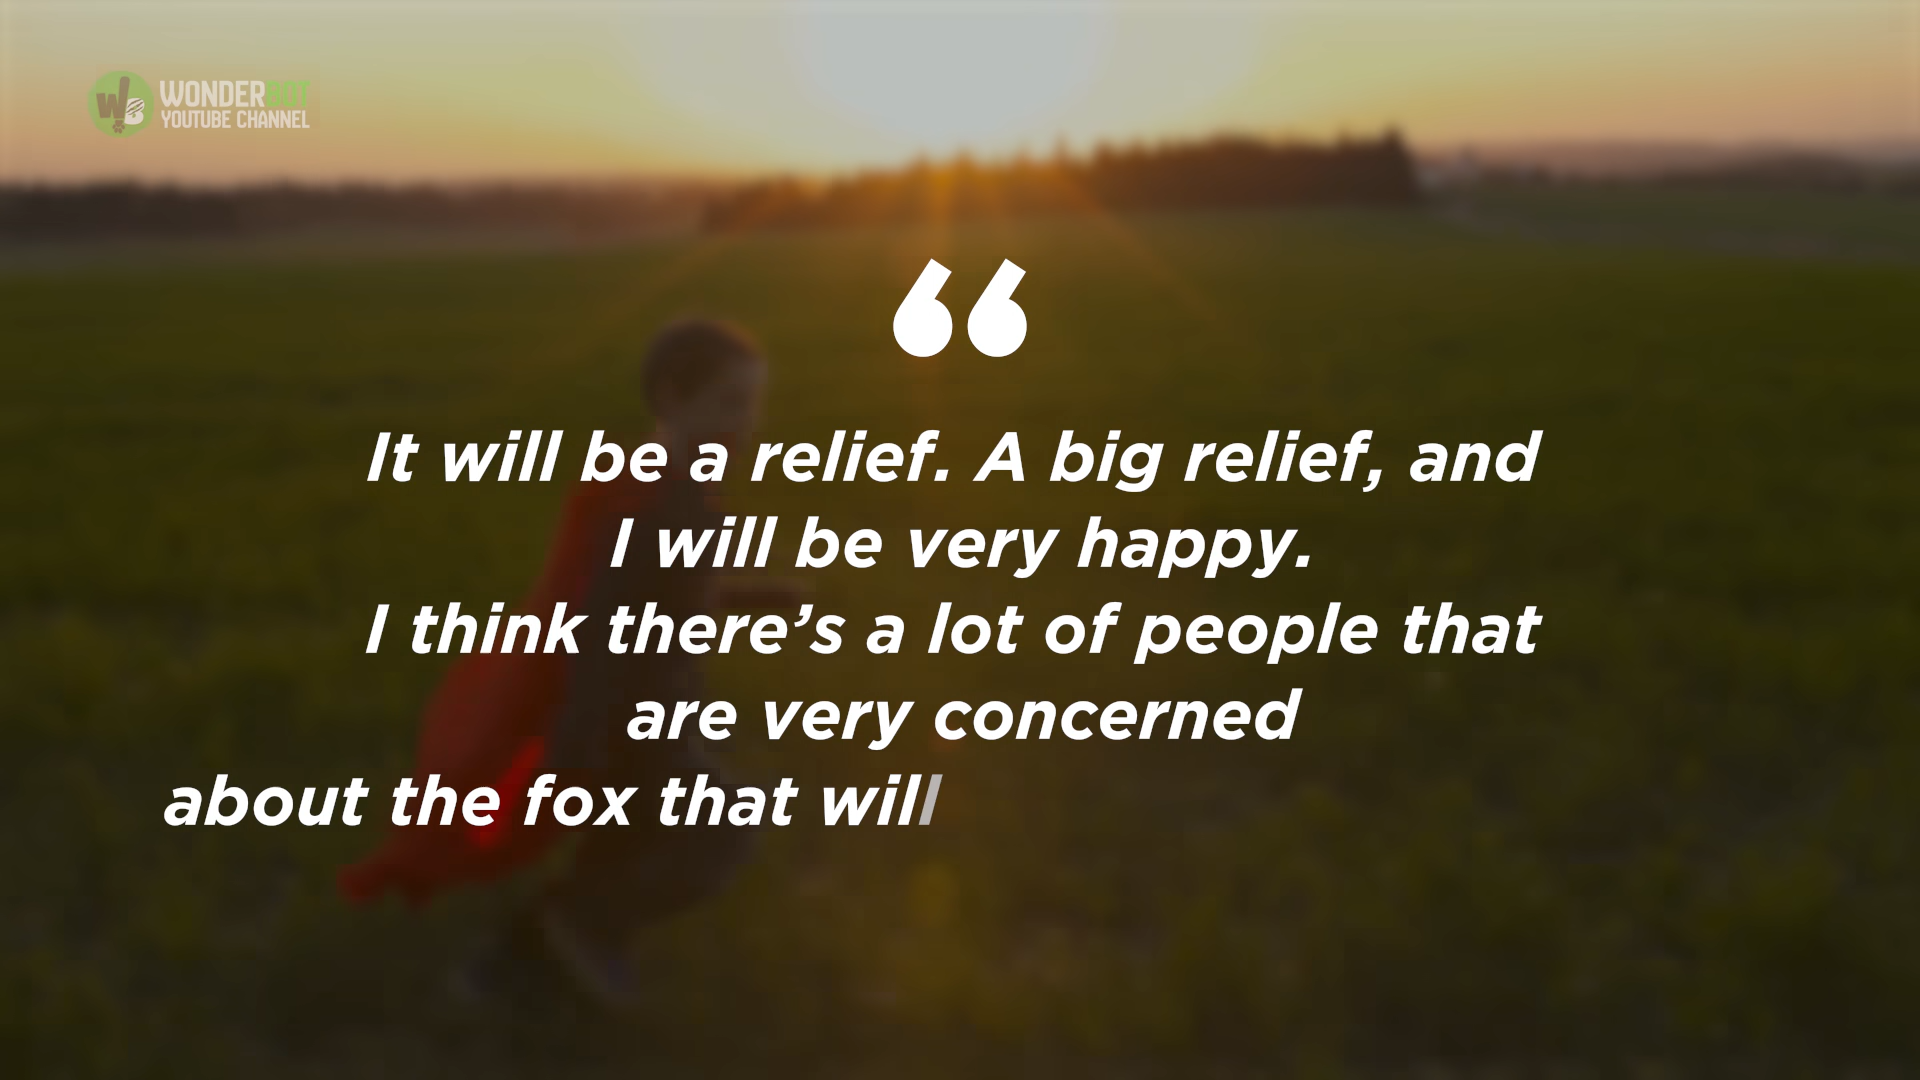 WONDERBOT
YOUTUBE CHANNEL
“
It will be a relief. A big relief, and
I will be very happy.
I think there’s a lot of people that
are very concerned
about the fox that will